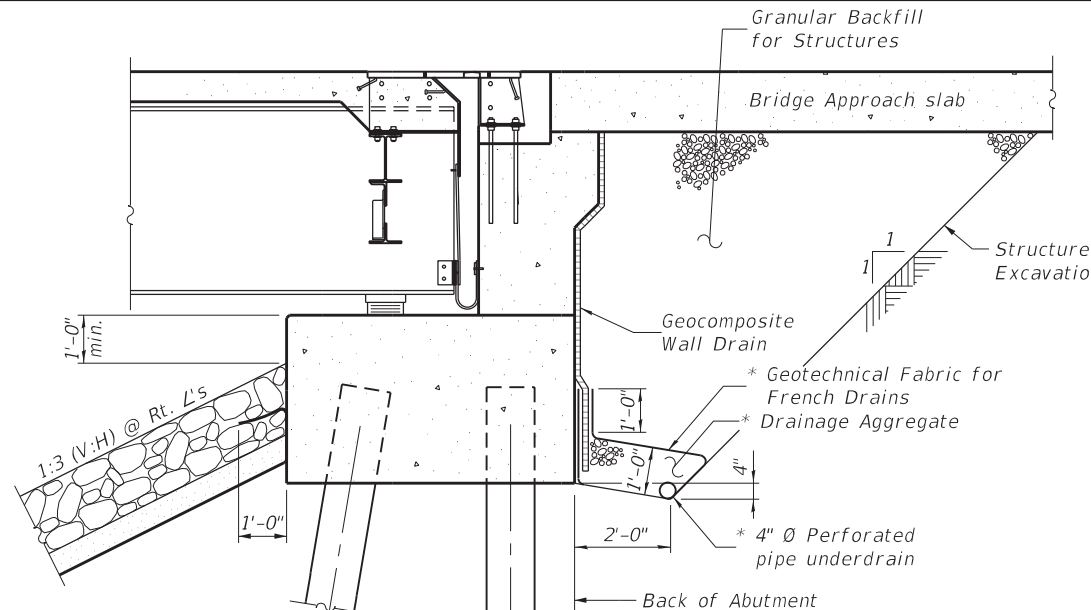 Granular Backfill
for Structures
Bridge Approach slab
1
1
Structure
Excavatio
1'-0"
min.
Geocomposite
Wall Drain
1:3 (V:H) @ Rt. ∠'s
1'-0"
* Geotechnical Fabric for
French Drains
* Drainage Aggregate
1'-0"
4"
1'-0"
2'-0"
* 4" Ø Perforated
pipe underdrain
Back of Abutment